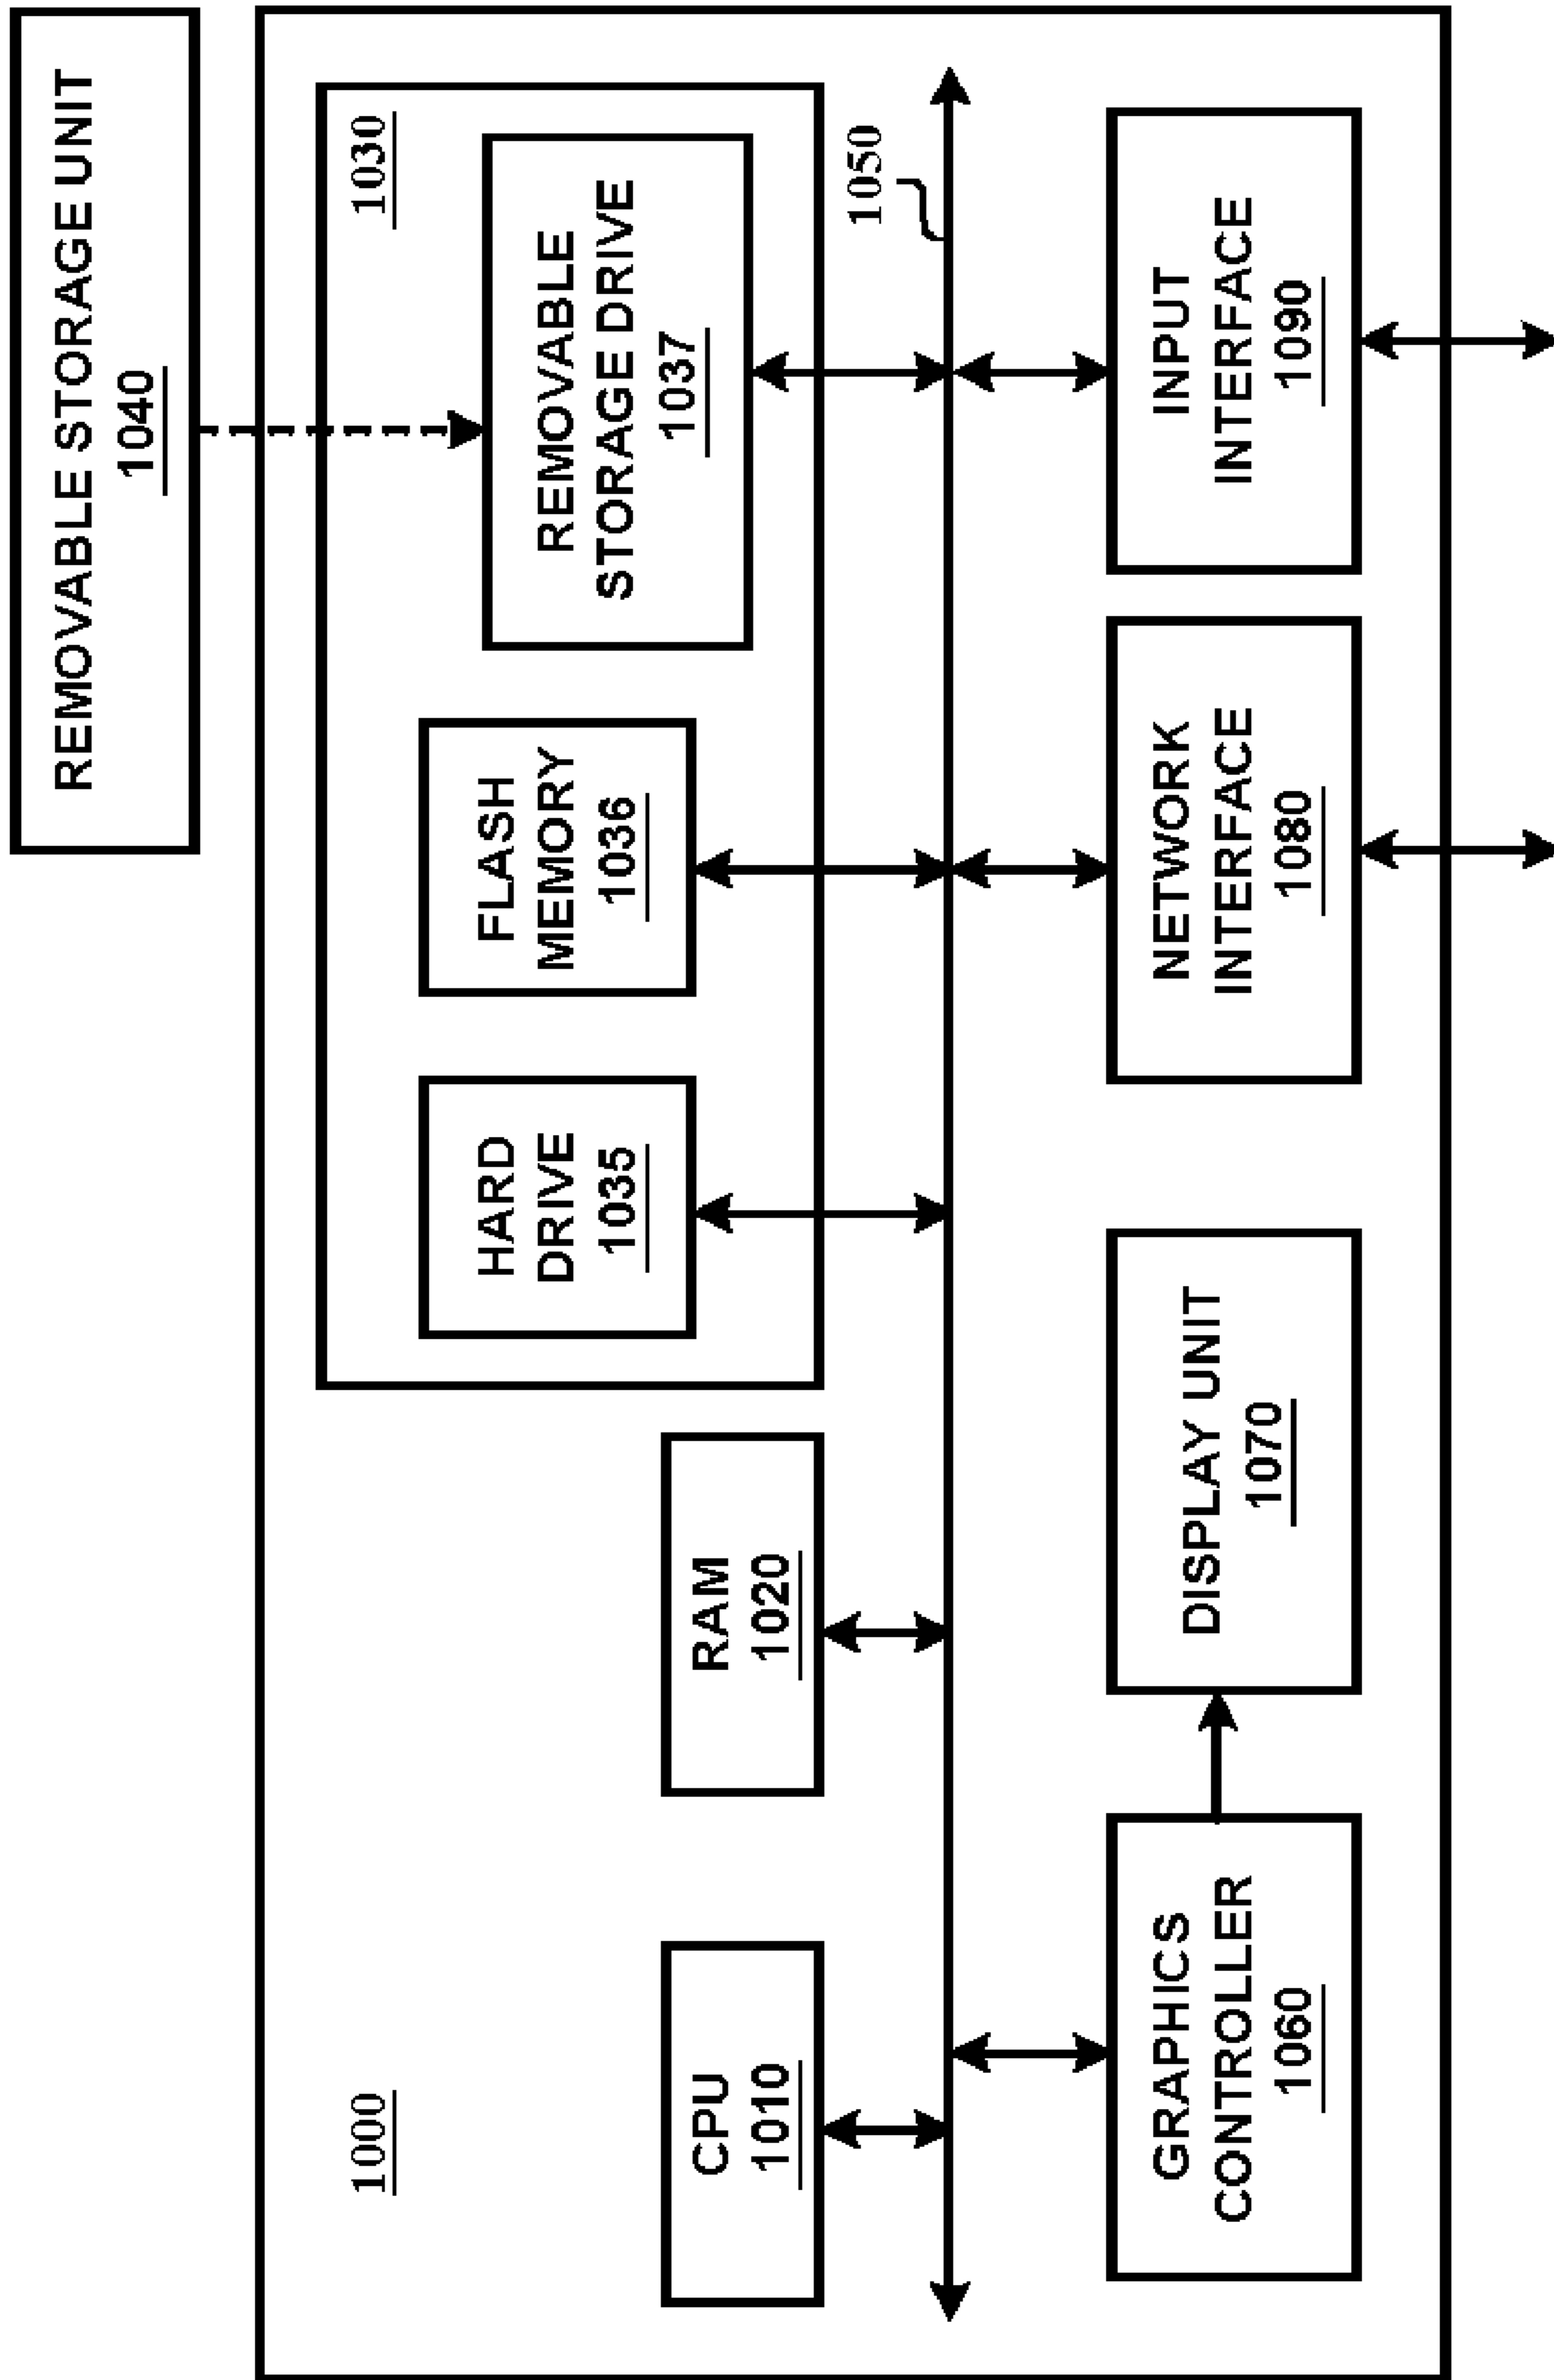 REMOVABLE STORAGE UNIT
1040
1000
1030
CPU
1010
RAM
1020
HARD
DRIVE
1035
FLASH
MEMORY
1036
REMOVABLE
STORAGE DRIVE
1037
1050
GRAPHICS
CONTROLLER
1060
DISPLAY UNIT
1070
NETWORK
INTERFACE
1080
INPUT
INTERFACE
1090